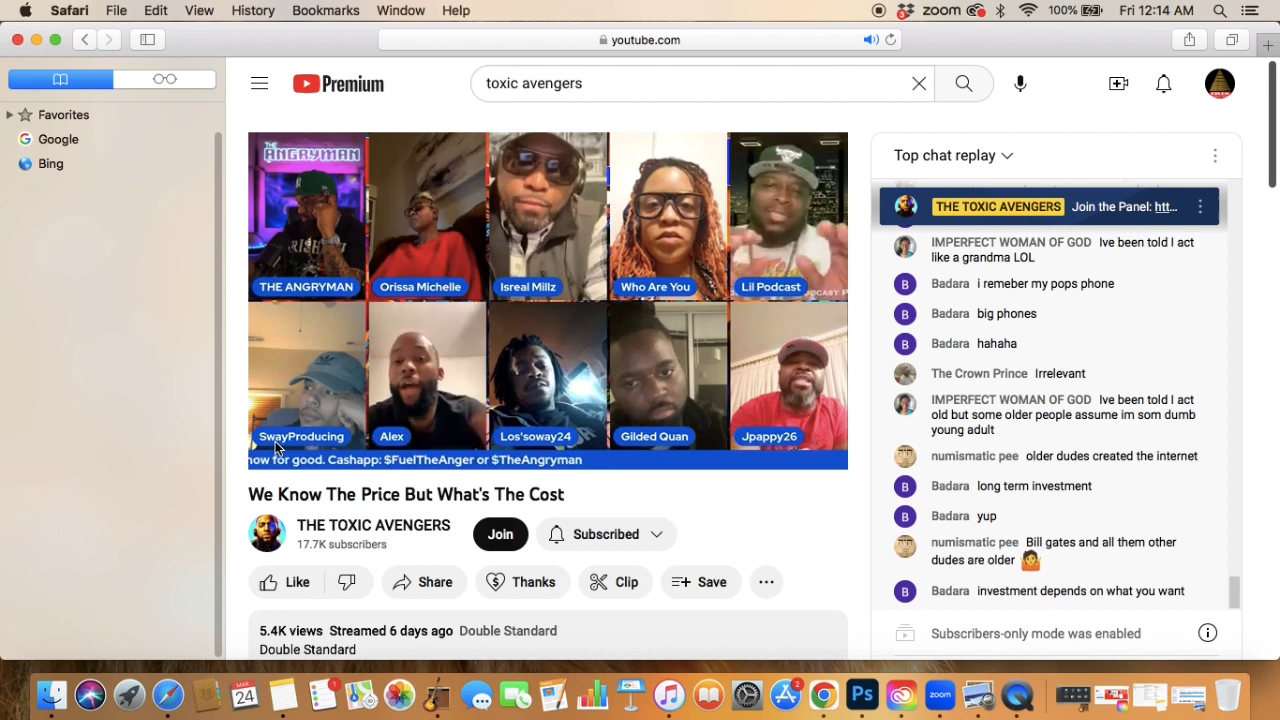 Safari File Edit View History Bookmarks Window Help
3 zoom 100% Fri 12:14 AM
youtube.com
Favorites
Google
Bing
Premium
toxic avengers
THE ANGRYMAN
THE ANGRYMAN
Orissa Michelle
Isreal Millz
Who Are You
Lil Podcast
SwayProducing
Alex
Los'soway24
Gilded Quan
Jpappy26
now for good. Cashapp: $FuelTheAnger or $TheAngryman
We Know The Price But What's The Cost
THE TOXIC AVENGERS
17.7K subscribers
Join
Subscribed
Like
Share
Thanks
Clip
Save
5.4K views Streamed 6 days ago Double Standard
Double Standard
Top chat replay
THE TOXIC AVENGERS Join the Panel: htt...
IMPERFECT WOMAN OF GOD Ive been told I act
like a grandma LOL
B Badara i remeber my pops phone
B Badara big phones
B Badara hahaha
The Crown Prince Irrelevant
IMPERFECT WOMAN OF GOD Ive been told I act
old but some older people assume im som dumb
young adult
numismatic pee older dudes created the internet
B Badara long term investment
B Badara yup
numismatic pee Bill gates and all them other
dudes are older
B Badara investment depends on what you want
Subscribers-only mode was enabled
MAR
24
1
2
Ps
zoom